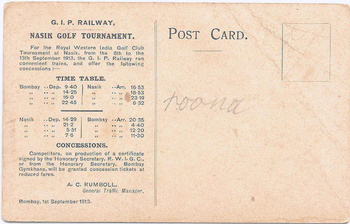 G. I. P. RAILWAY,
NASIK GOLF TOURNAMENT.
For the Royal Western India Golf Club
Tournament at Nasik, from the 6th to the
13th September 1913, the G. I. P. Railway run
convenient trains, and offer the following
concessions :—
TIME TABLE.
Bombay ..Dep. 9-40 Nasik ..Arr. 15-53
„ .. „ 14-25 „ .. „ 18-53
„ .. „ 16-0 „ .. „ 23-19
„ .. „ 22-45 „ .. „ 6-32
Nasik ..Dep. 14-29 Bombay ..Arr. 20-35
„ .. „ 21-2 „ .. „ 4-40
„ .. „ 5-31 „ .. „ 12-20
„ .. „ 7-5 „ .. „ 11-30
CONCESSIONS.
Competitors, on production of a certificate
signed by the Honorary Secretary, R. W. I. G. C.,
or from the Honorary Secretary, Bombay
Gymkhana, will be granted concession tickets
at reduced fares.
A. C. RUMBOLL,
General Traffic Manager.
Bombay, 1st September 1913.
POST CARD.
Poona